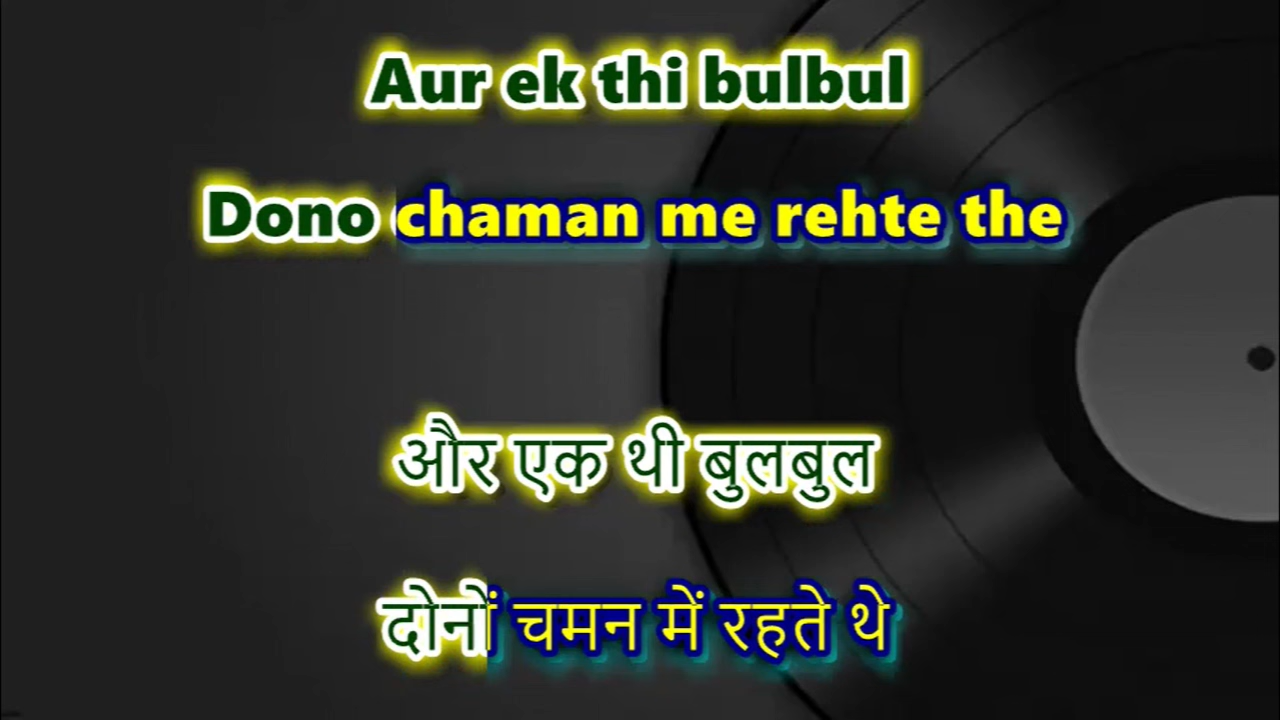 Aur ek thi bulbul
Dono chaman me rehte the
और एक थी बुलबुल
दोनों चमन में रहते थे